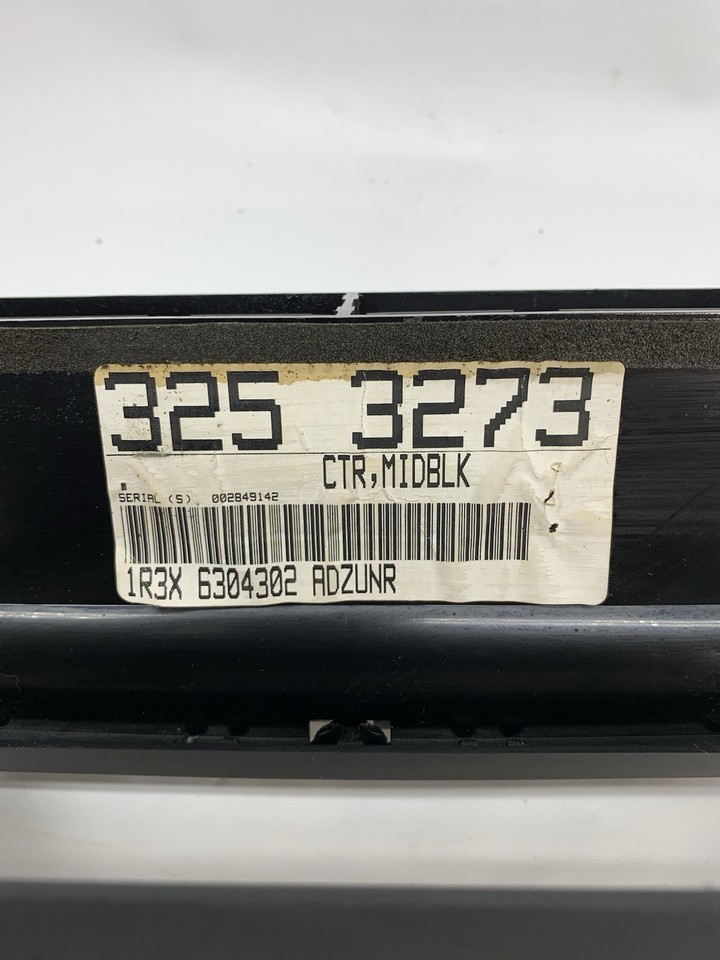 325 3273
CTR,MIDBLK
SERIAL (S) 002849142
1R3X 6304302 ADZUNR